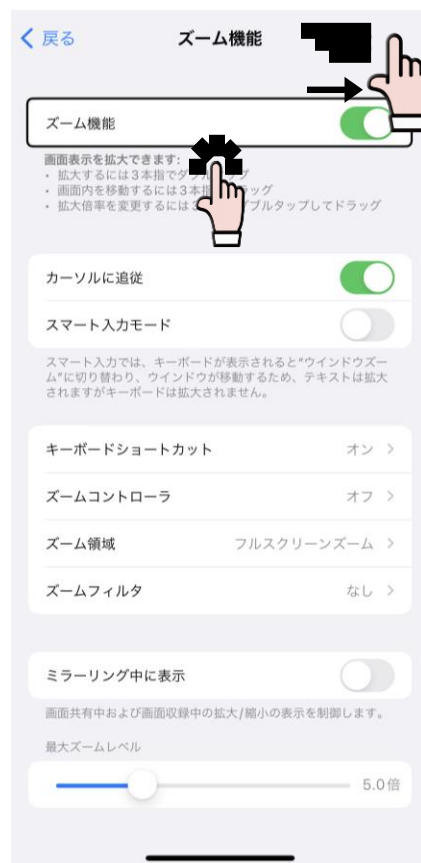 戻る
ズーム機能
ズーム機能
画面表示を拡大できます:
・ 拡大するには3本指でダブルタップ
・ 画面内を移動するには3本指 ラッグ
・ 拡大倍率を変更するには3 ブルタップしてドラッグ
カーソルに追従
スマート入力モード
スマート入力では、キーボードが表示されると“ウインドウズー
ム”に切り替わり、ウインドウが移動するため、テキストは拡大
されますがキーボードは拡大されません。
キーボードショートカット オン
ズームコントローラ オフ
ズーム領域 フルスクリーンズーム
ズームフィルタ なし
ミラーリング中に表示
画面共有中および画面収録中の拡大/縮小の表示を制御します。
最大ズームレベル
5.0倍